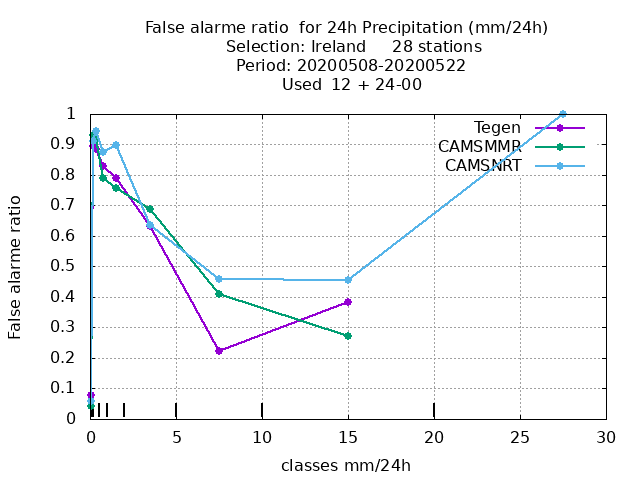 False alarme ratio  for 24h Precipitation (mm/24h)
Selection: Ireland     28 stations
Period: 20200508-20200522
Used  12 + 24-00
Tegen
CAMSMMR
CAMSNRT
1
0.9
0.8
0.7
0.6
0.5
0.4
0.3
0.2
0.1
0
False alarme ratio
0 5 10 15 20 25 30
classes mm/24h